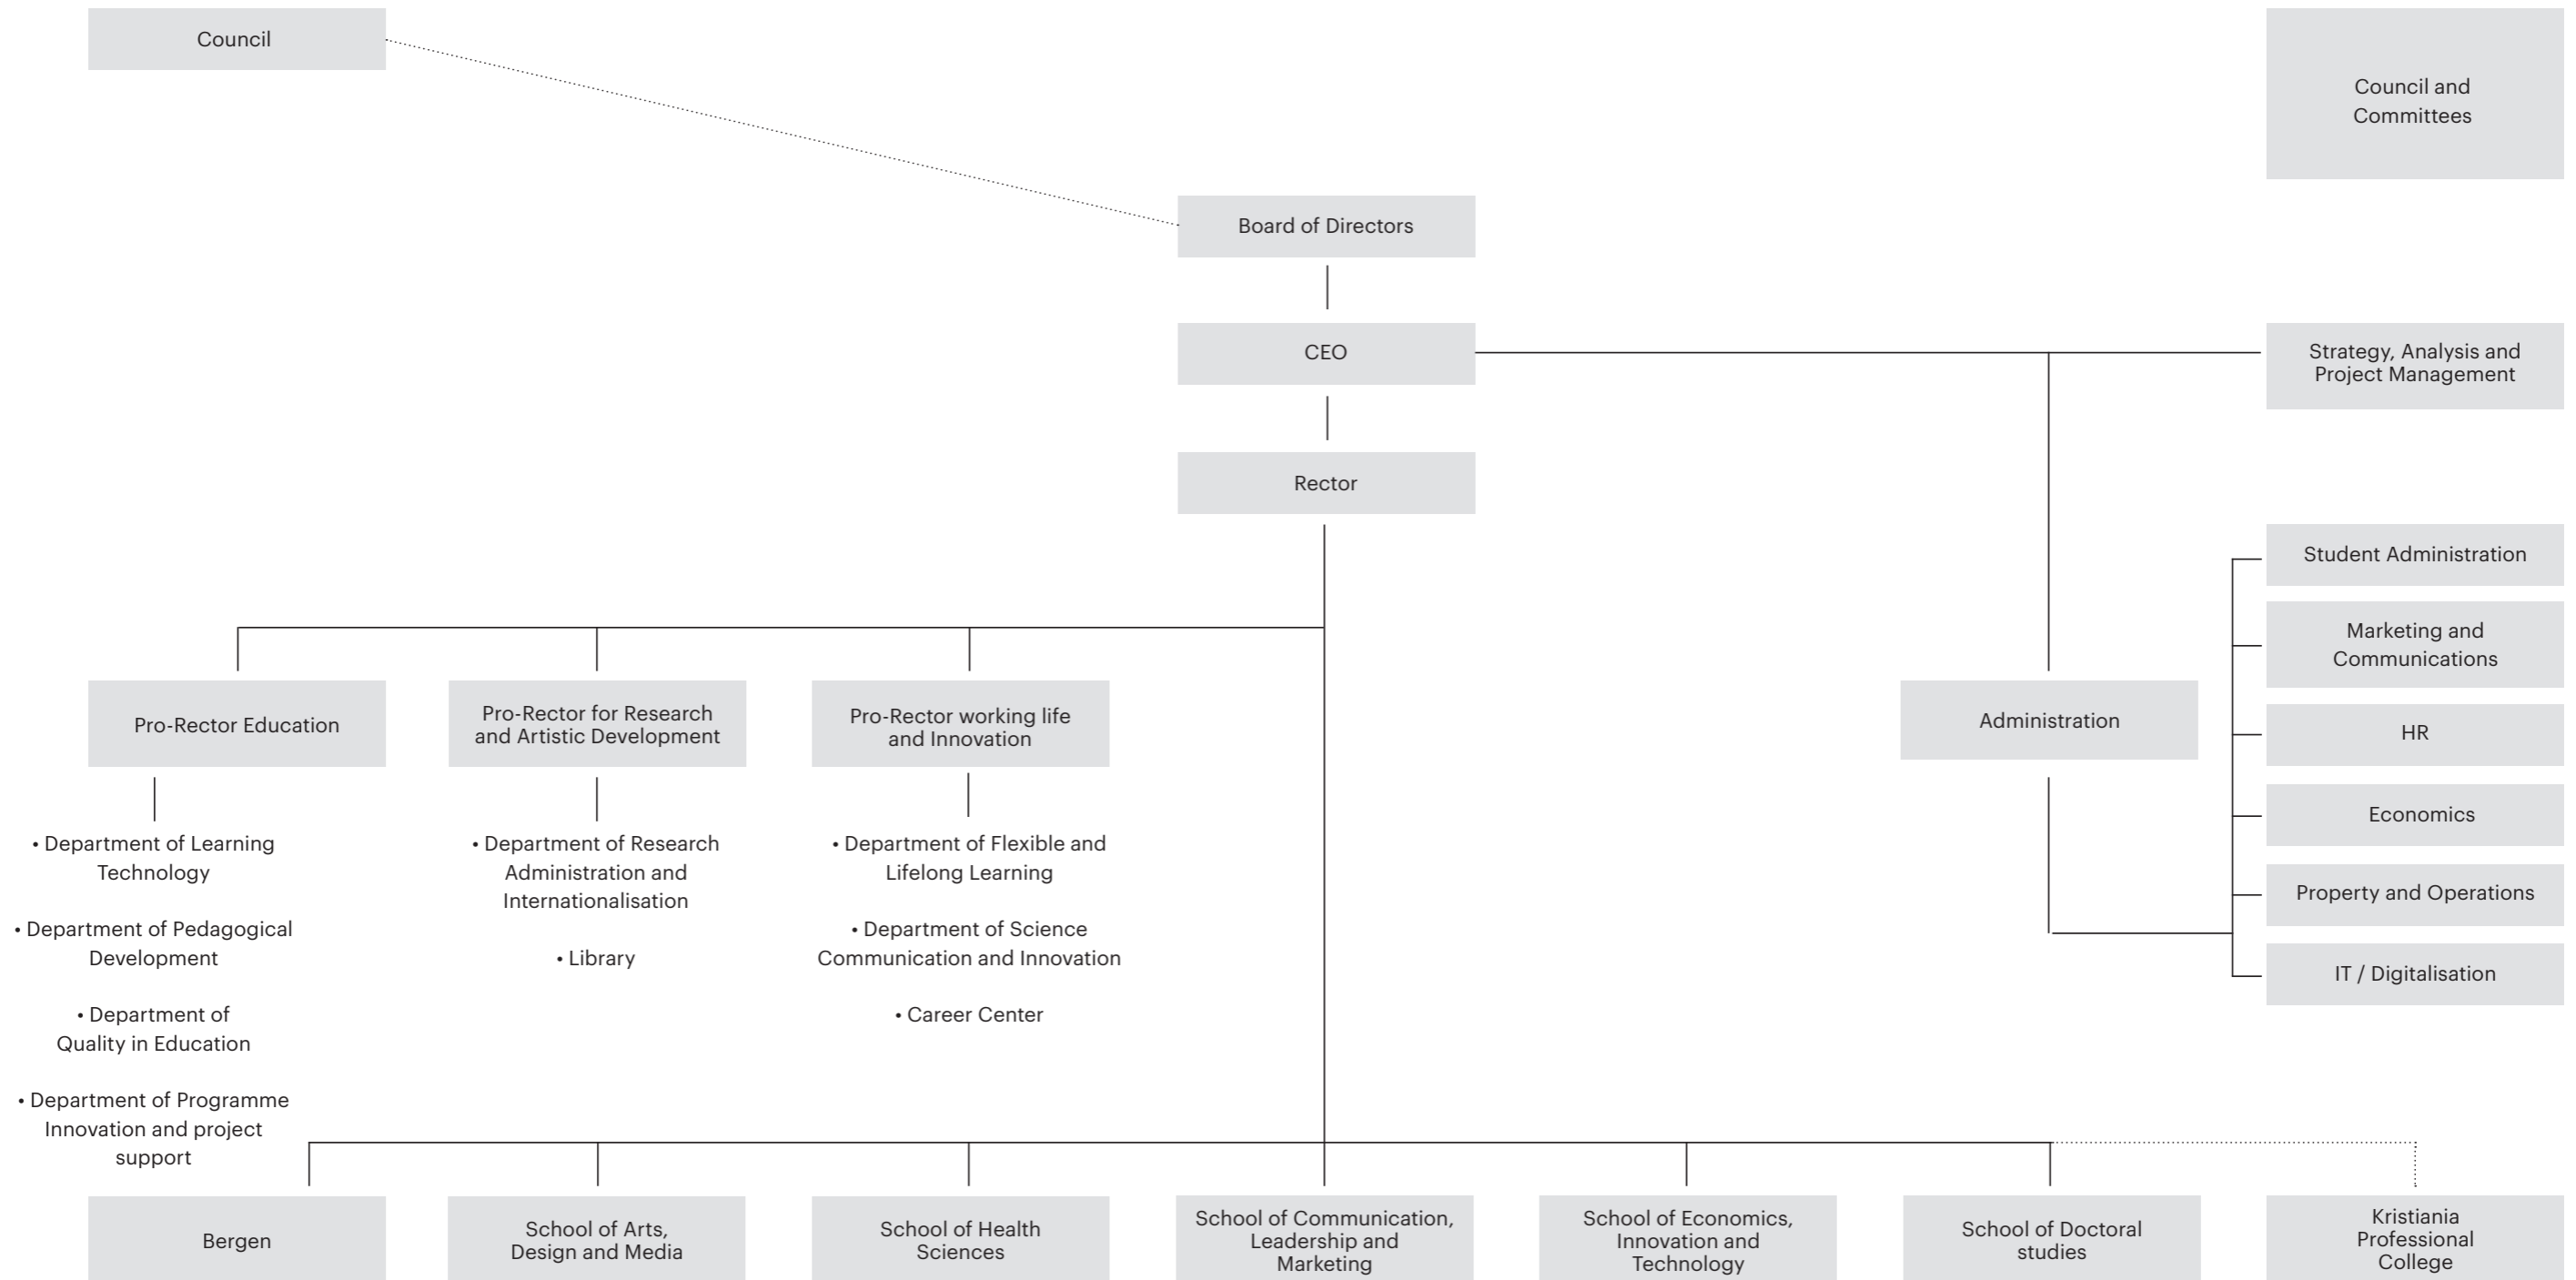 Council
Council and
Committees
Board of Directors
CEO
Strategy, Analysis and
Project Management
Rector
Student Administration
Marketing and
Communications
HR
Economics
Property and Operations
IT / Digitalisation
Administration
Pro-Rector Education
Pro-Rector for Research
and Artistic Development
Pro-Rector working life
and Innovation
• Department of Learning
Technology
• Department of Pedagogical
Development
• Department of
Quality in Education
• Department of Programme
Innovation and project
support
• Department of Research
Administration and
Internationalisation
• Library
• Department of Flexible and
Lifelong Learning
• Department of Science
Communication and Innovation
• Career Center
Bergen
School of Arts,
Design and Media
School of Health
Sciences
School of Communication,
Leadership and
Marketing
School of Economics,
Innovation and
Technology
School of Doctoral
studies
Kristiania
Professional
College